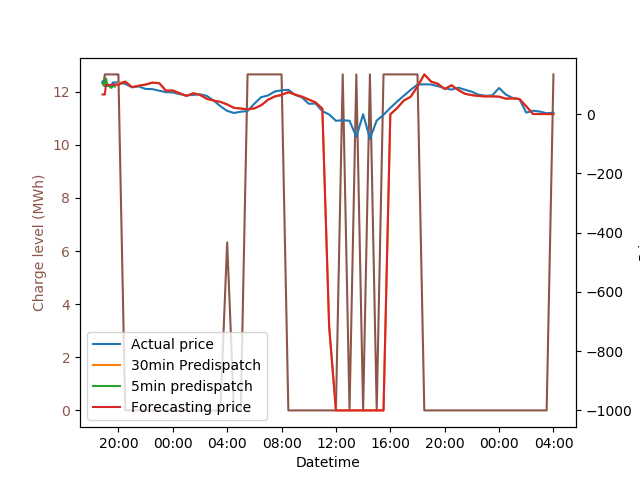 Charge level (MWh)
12
10
8
6
4
2
0
0
−200
−400
−600
−800
−1000
Actual price
30min Predispatch
5min predispatch
Forecasting price
20:00 00:00 04:00 08:00 12:00 16:00 20:00 00:00 04:00
Datetime